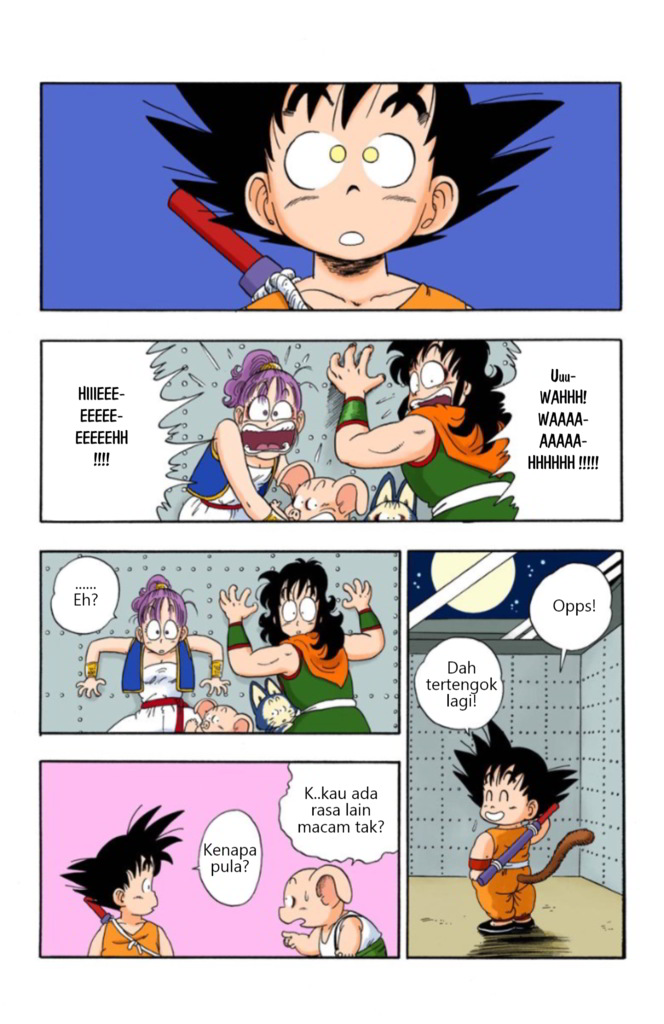 HIIIEEE-
EEEEE-
EEEEEHH
!!!!
Uuu-
WAHHH!
WAAAA-
AAAAA-
HHHHHH !!!!!
......
Eh?
Opps!
Dah
tertengok
lagi!
K..kau ada
rasa lain
macam tak?
Kenapa
pula?